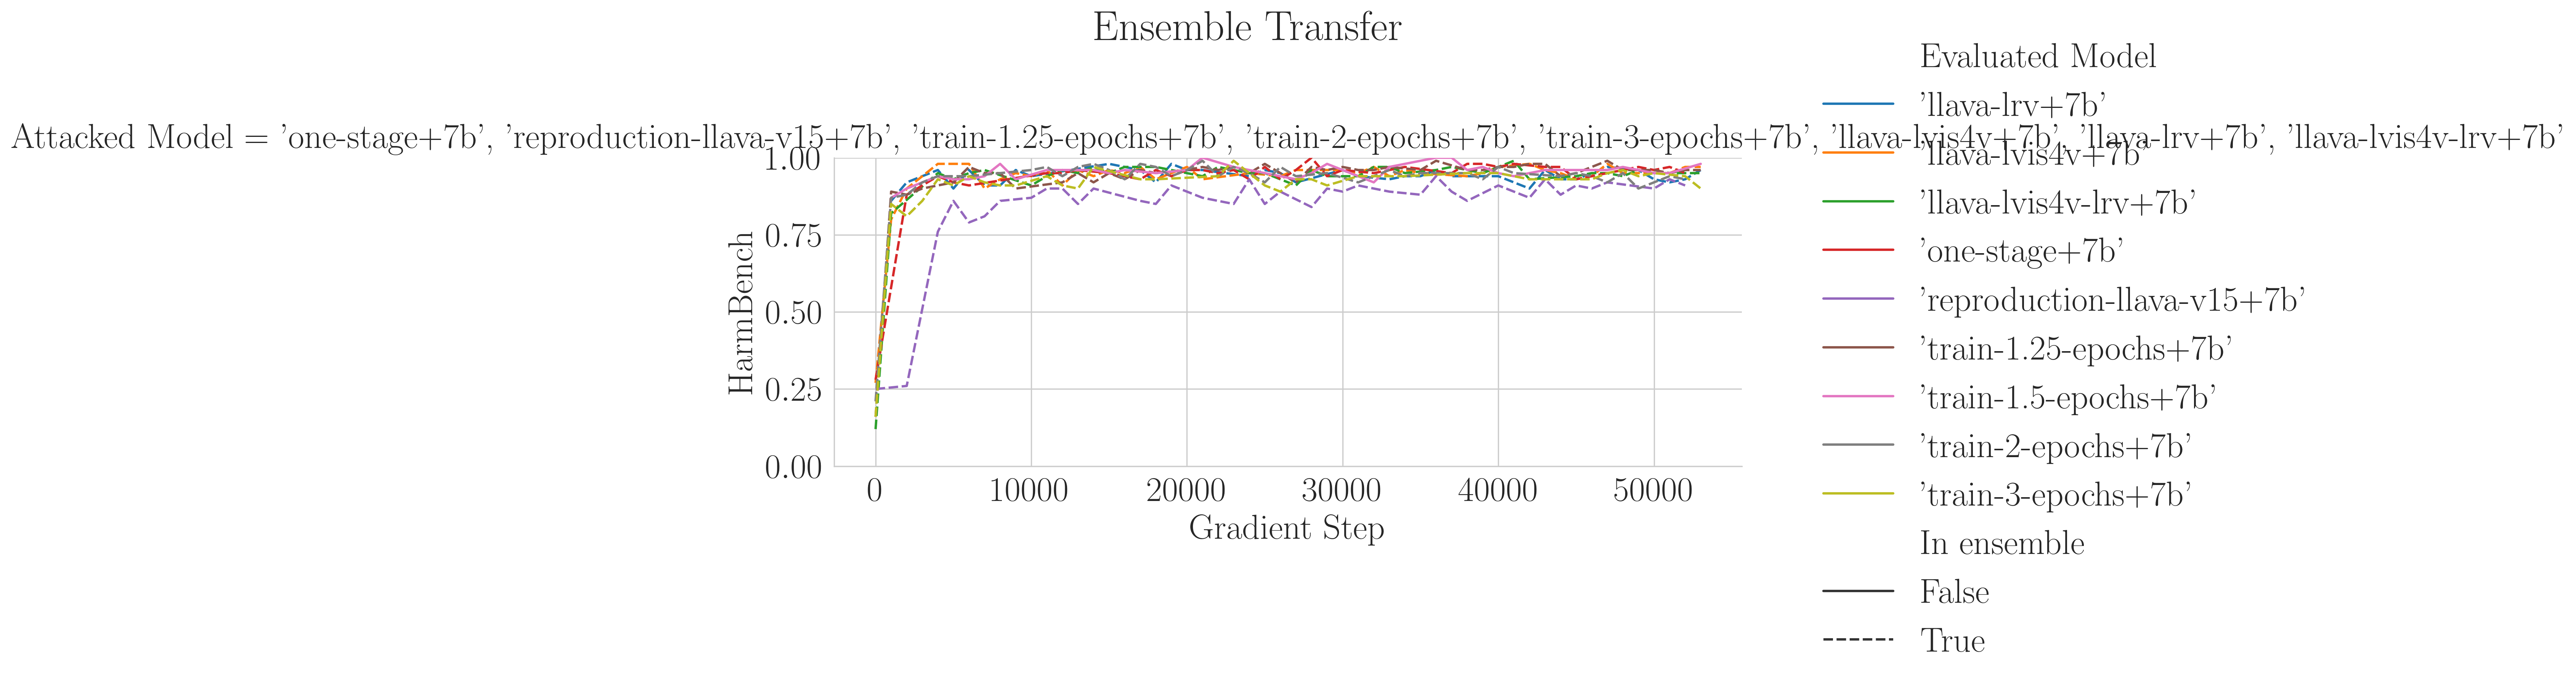 Ensemble Transfer
Attacked Model = 'one-stage+7b', 'reproduction-llava-v15+7b', 'train-1.25-epochs+7b', 'train-2-epochs+7b', 'train-3-epochs+7b', 'llava-lvis4v+7b', 'llava-lrv+7b', 'llava-lvis4v-lrv+7b'
1.00
0.75
0.50
0.25
0.00
HarmBench
0 10000 20000 30000 40000 50000
Gradient Step
Evaluated Model
'llava-lrv+7b'
'llava-lvis4v+7b'
'llava-lvis4v-lrv+7b'
'one-stage+7b'
'reproduction-llava-v15+7b'
'train-1.25-epochs+7b'
'train-1.5-epochs+7b'
'train-2-epochs+7b'
'train-3-epochs+7b'
In ensemble
False
True